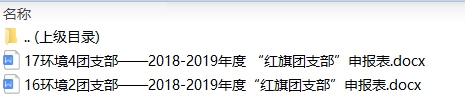 名称
.. (上级目录)
17环境4团支部——2018-2019年度 “红旗团支部”申报表.docx
16环境2团支部——2018-2019年度 “红旗团支部”申报表.docx